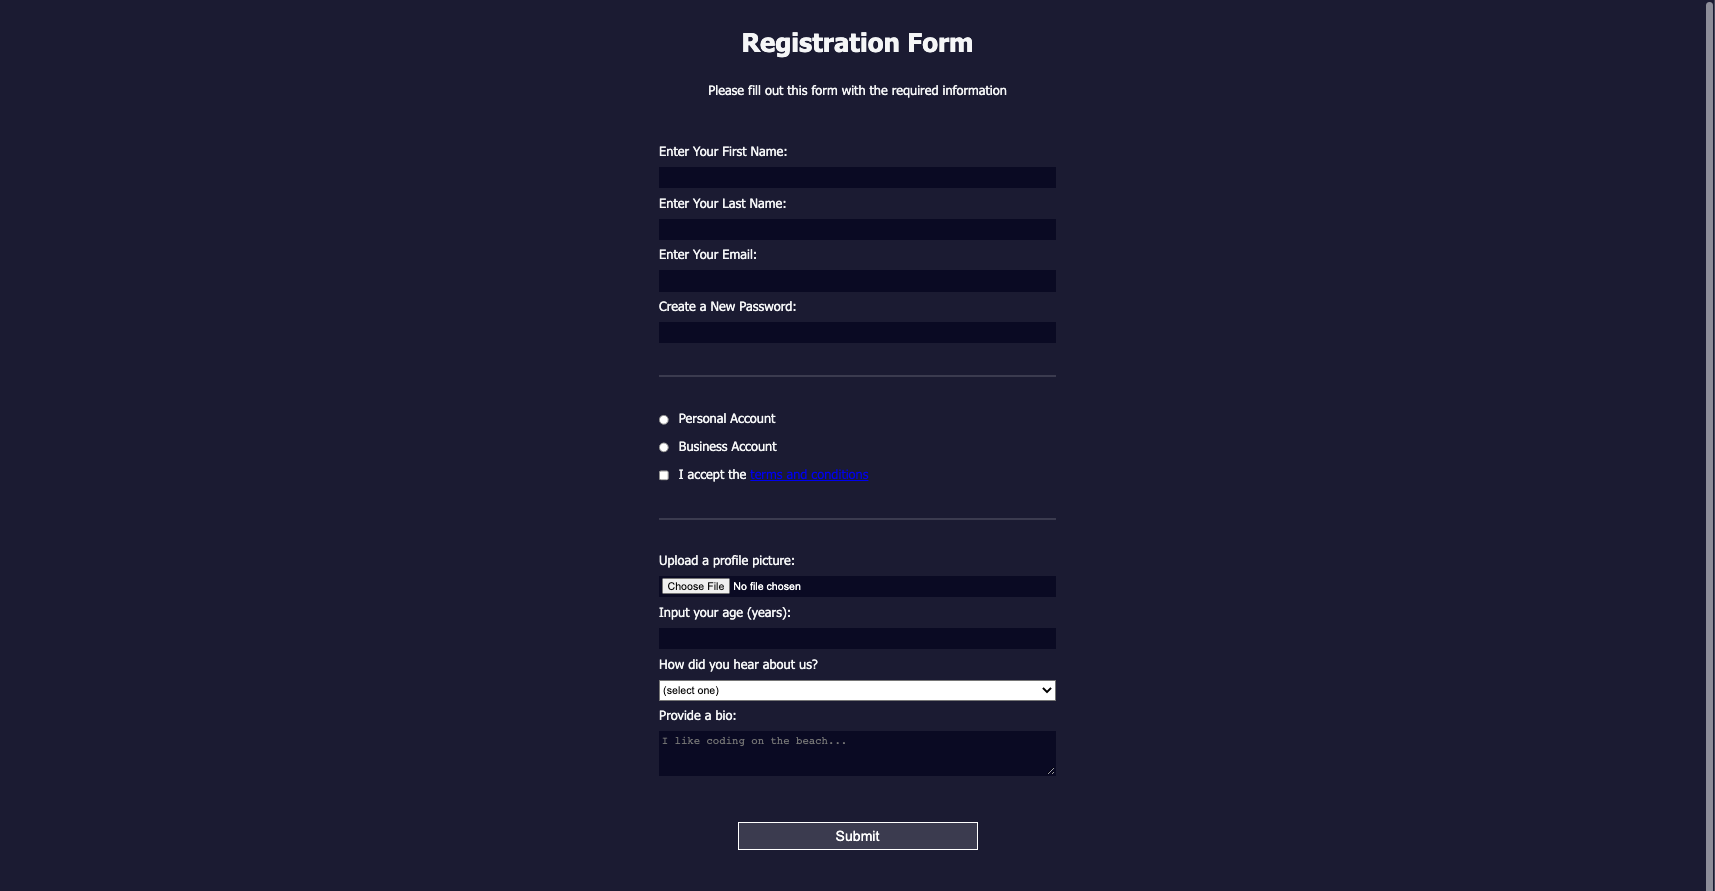 Registration Form
Please fill out this form with the required information
Enter Your First Name:
Enter Your Last Name:
Enter Your Email:
Create a New Password:
Personal Account
Business Account
I accept the terms and conditions
Upload a profile picture:
Choose File No file chosen
Input your age (years):
How did you hear about us?
(select one)
Provide a bio:
I like coding on the beach...
Submit